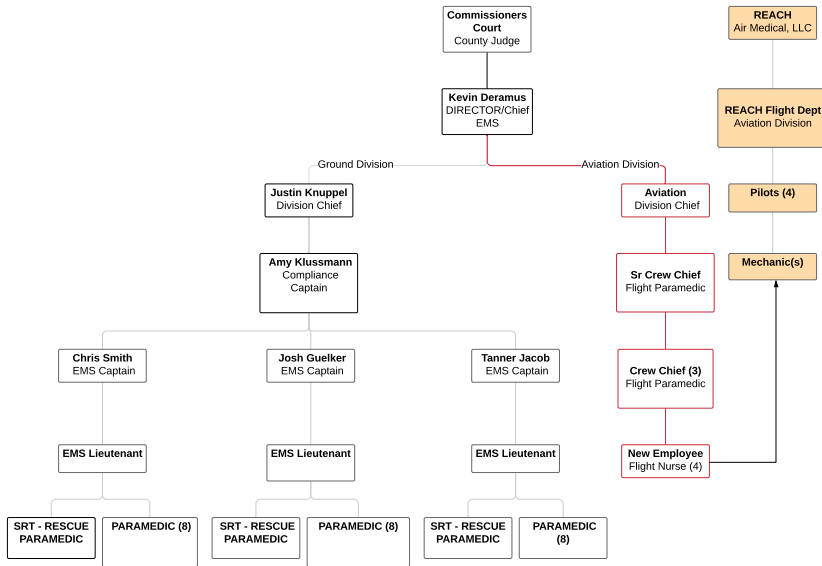 Commissioners
Court
County Judge
REACH
Air Medical, LLC
Kevin Deramus
DIRECTOR/Chief
EMS
REACH Flight Dept
Aviation Division
Ground Division
Aviation Division
Justin Knuppel
Division Chief
Aviation
Division Chief
Pilots (4)
Amy Klussmann
Compliance
Captain
Sr Crew Chief
Flight Paramedic
Mechanic(s)
Chris Smith
EMS Captain
Josh Guelker
EMS Captain
Tanner Jacob
EMS Captain
Crew Chief (3)
Flight Paramedic
EMS Lieutenant
EMS Lieutenant
EMS Lieutenant
New Employee
Flight Nurse (4)
SRT - RESCUE
PARAMEDIC
PARAMEDIC (8)
SRT - RESCUE
PARAMEDIC
PARAMEDIC (8)
SRT - RESCUE
PARAMEDIC
PARAMEDIC
(8)